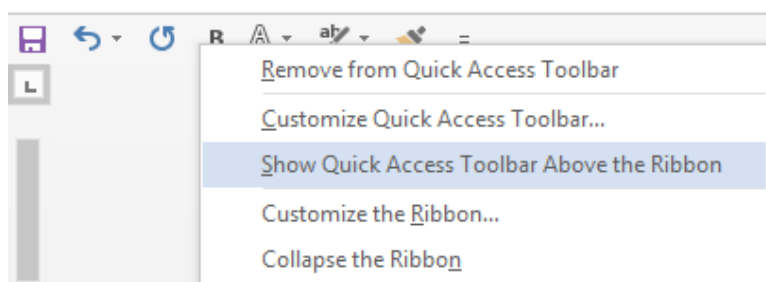 B A aby
L
Remove from Quick Access Toolbar
Customize Quick Access Toolbar...
Show Quick Access Toolbar Above the Ribbon
Customize the Ribbon...
Collapse the Ribbon